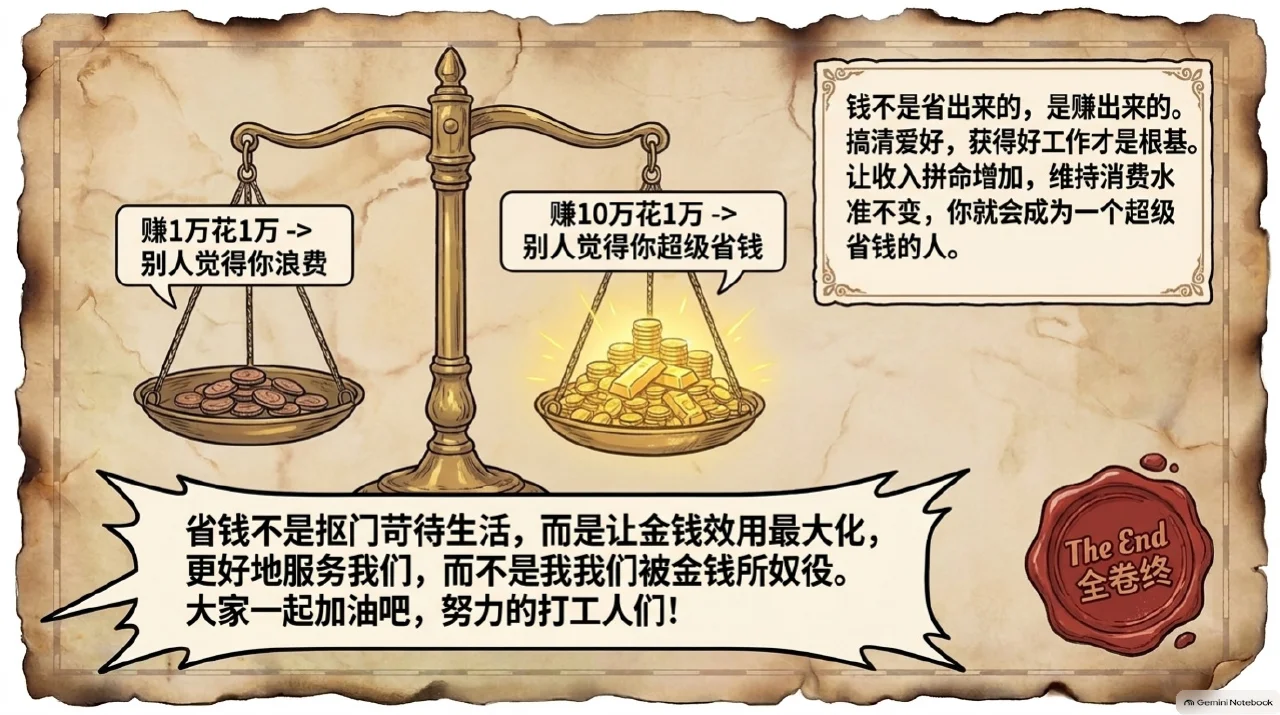 赚1万花1万 ->
别人觉得你浪费
赚10万花1万 ->
别人觉得你超级省钱
钱不是省出来的，是赚出来的。
搞清爱好，获得好工作才是根基。
让收入拼命增加，维持消费水
准不变，你就会成为一个超级
省钱的人。
省钱不是抠门苛待生活，而是让金钱效用最大化，
更好地服务我们，而不是我我们被金钱所奴役。
大家一起加油吧，努力的打工人们！
The End
全卷终
Gemini Notebook